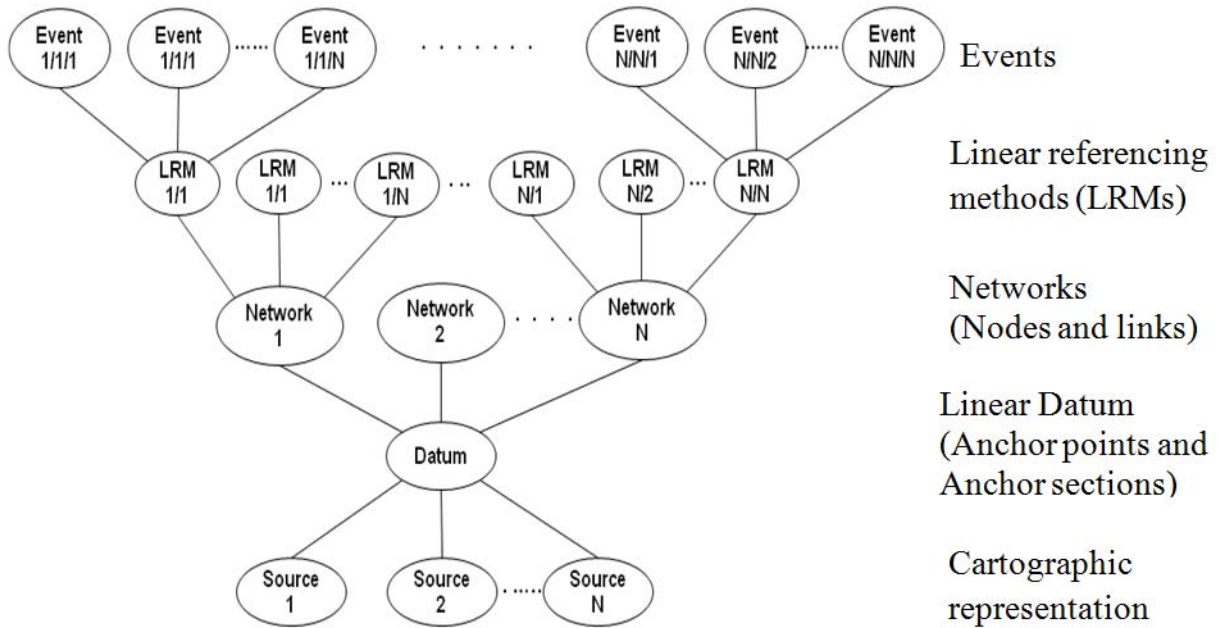 Event
1/1/1
Event
1/1/1
......
Event
1/1/N
. . . . . . .
Event
N/N/1
Event
N/N/2
......
Event
N/N/N
Events
LRM
1/1
LRM
1/1
...
LRM
1/N
...
LRM
N/1
LRM
N/2
...
LRM
N/N
Linear referencing
methods (LRMs)
Network
1
Network
2
. . . .
Network
N
Networks
(Nodes and links)
Datum
Linear Datum
(Anchor points and
Anchor sections)
Source
1
Source
2
......
Source
N
Cartographic
representation